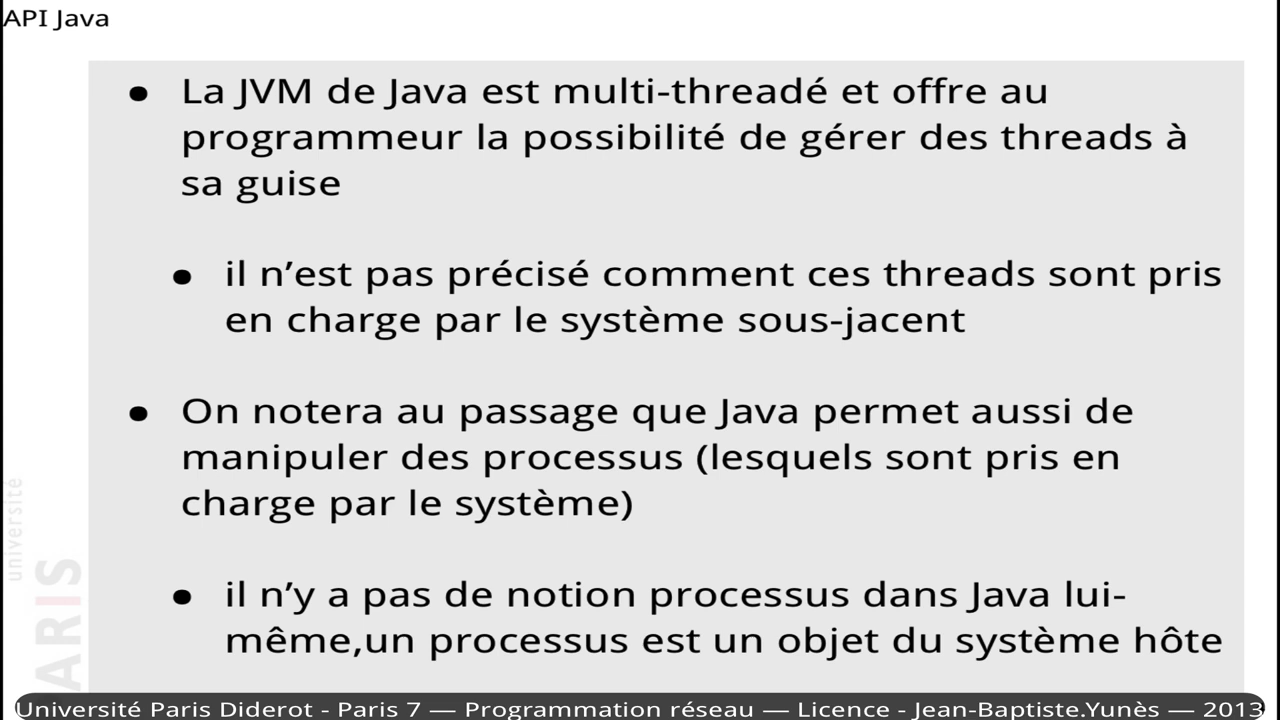 API Java
• La JVM de Java est multi-threadé et offre au
programmeur la possibilité de gérer des threads à
sa guise
• il n’est pas précisé comment ces threads sont pris
en charge par le système sous-jacent
• On notera au passage que Java permet aussi de
manipuler des processus (lesquels sont pris en
charge par le système)
• il n’y a pas de notion processus dans Java lui-
même,un processus est un objet du système hôte
université
ARIS
Université Paris Diderot - Paris 7 — Programmation réseau — Licence - Jean-Baptiste.Yunès — 2013